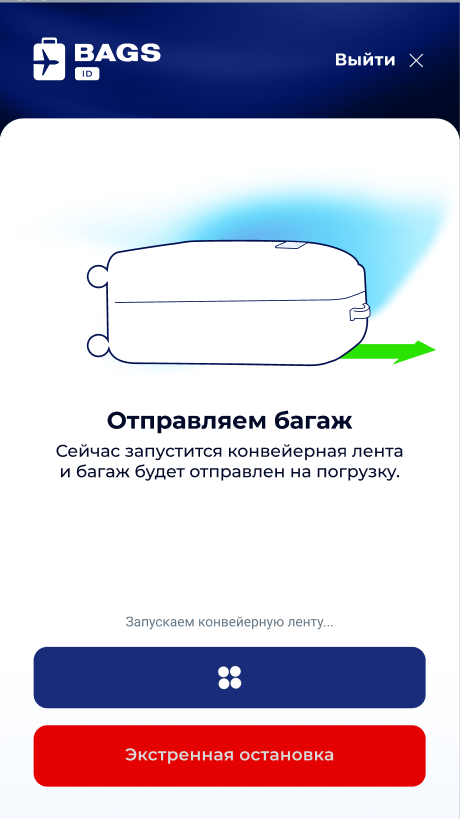 BAGS
ID
Выйти
Отправляем багаж
Сейчас запустится конвейерная лента
и багаж будет отправлен на погрузку.
Запускаем конвейерную ленту...
Экстренная остановка